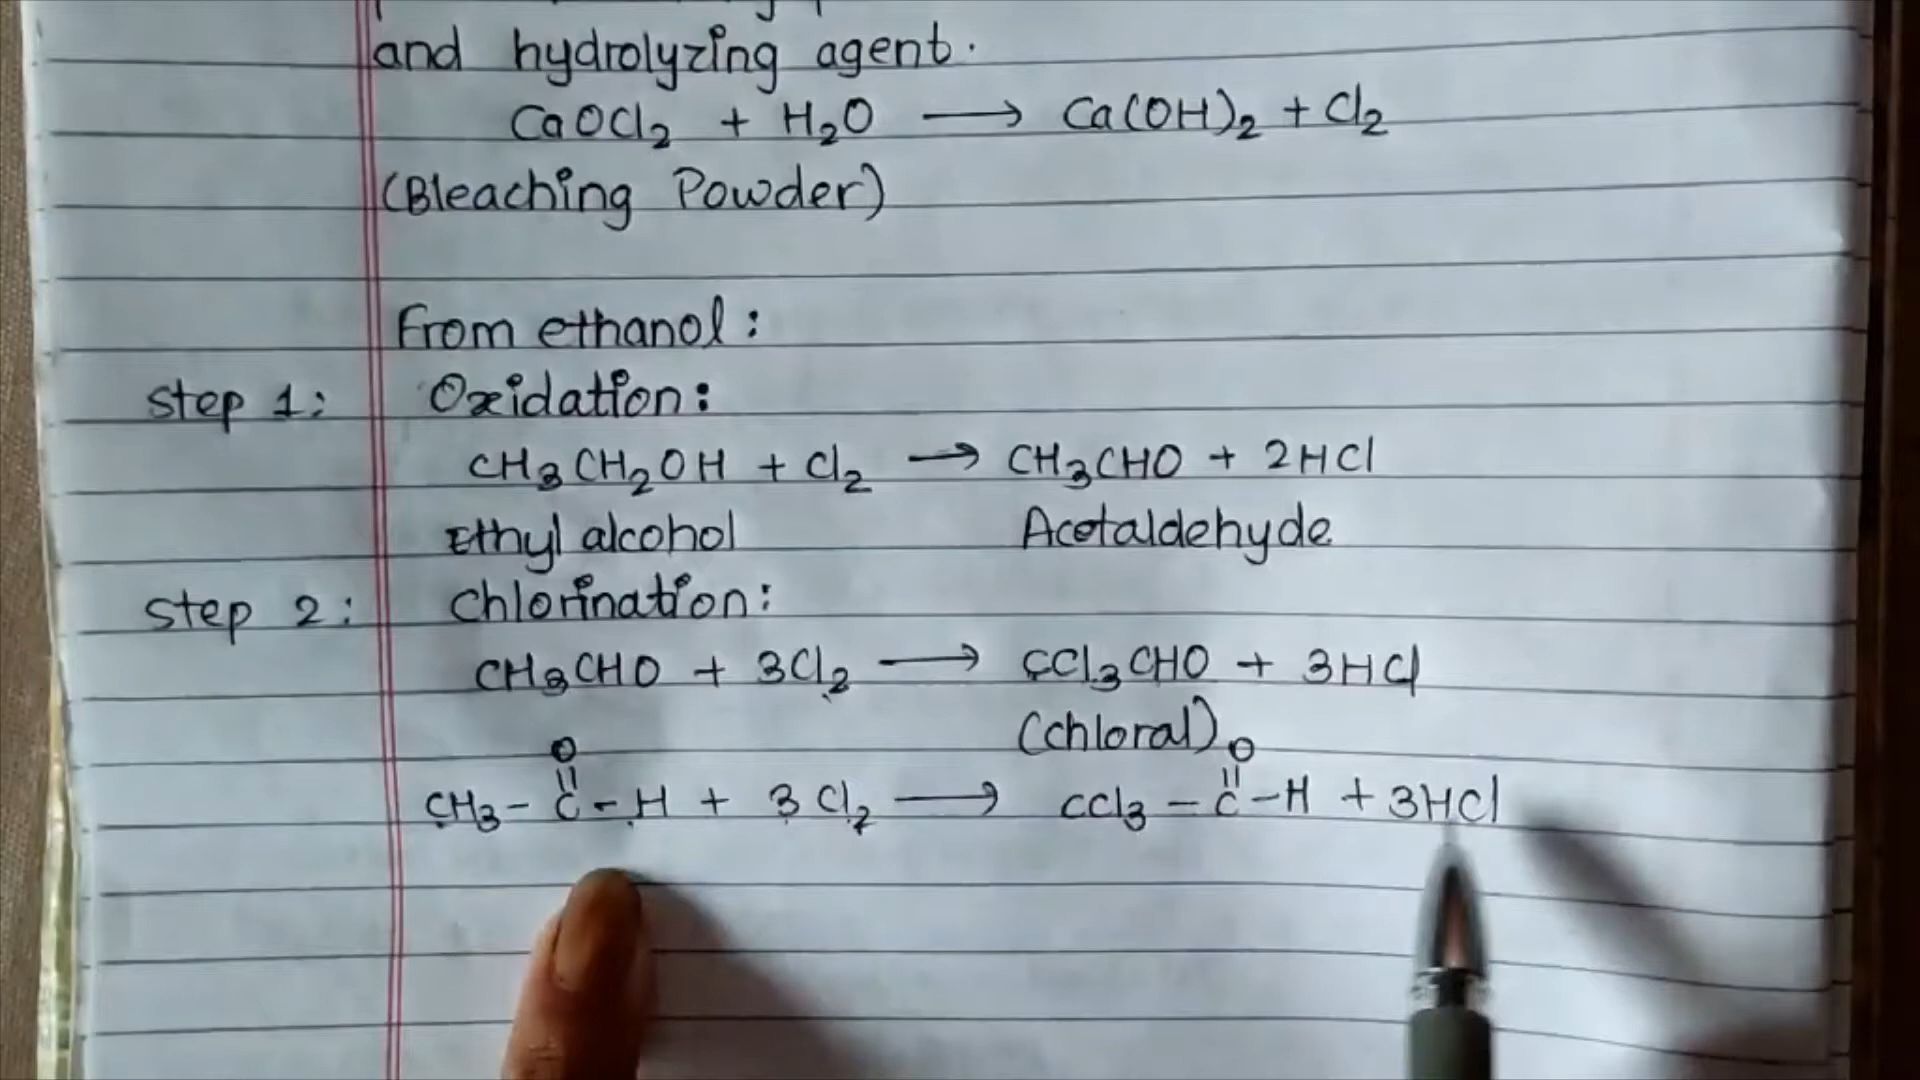 and hydrolyzing agent.
CaOCl₂ + H₂O ⟶ Ca(OH)₂ + Cl₂
(Bleaching Powder)
From ethanol:
Step 1: Oxidation:
CH₃CH₂OH + Cl₂ ⟶ CH₃CHO + 2HCl
Ethyl alcohol Acetaldehyde
Step 2: Chlorination:
CH₃CHO + 3Cl₂ ⟶ CCl₃CHO + 3HCl
(chloral)
O O
|| ||
CH₃-C-H + 3Cl₂ ⟶ CCl₃-C-H + 3HCl